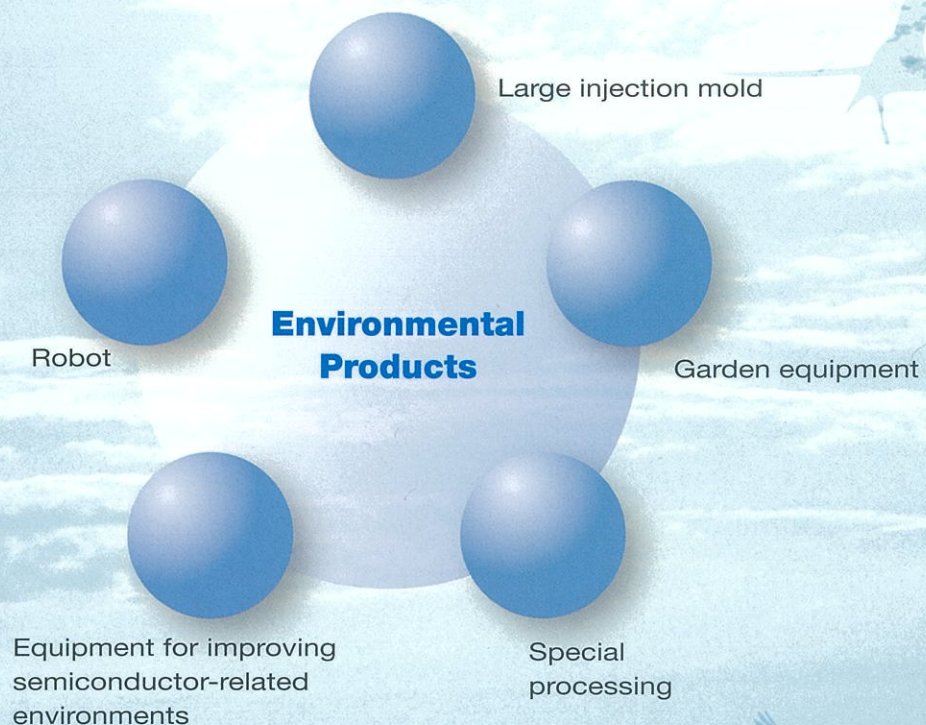 Large injection mold
Environmental
Products
Robot
Garden equipment
Equipment for improving
semiconductor-related
environments
Special
processing